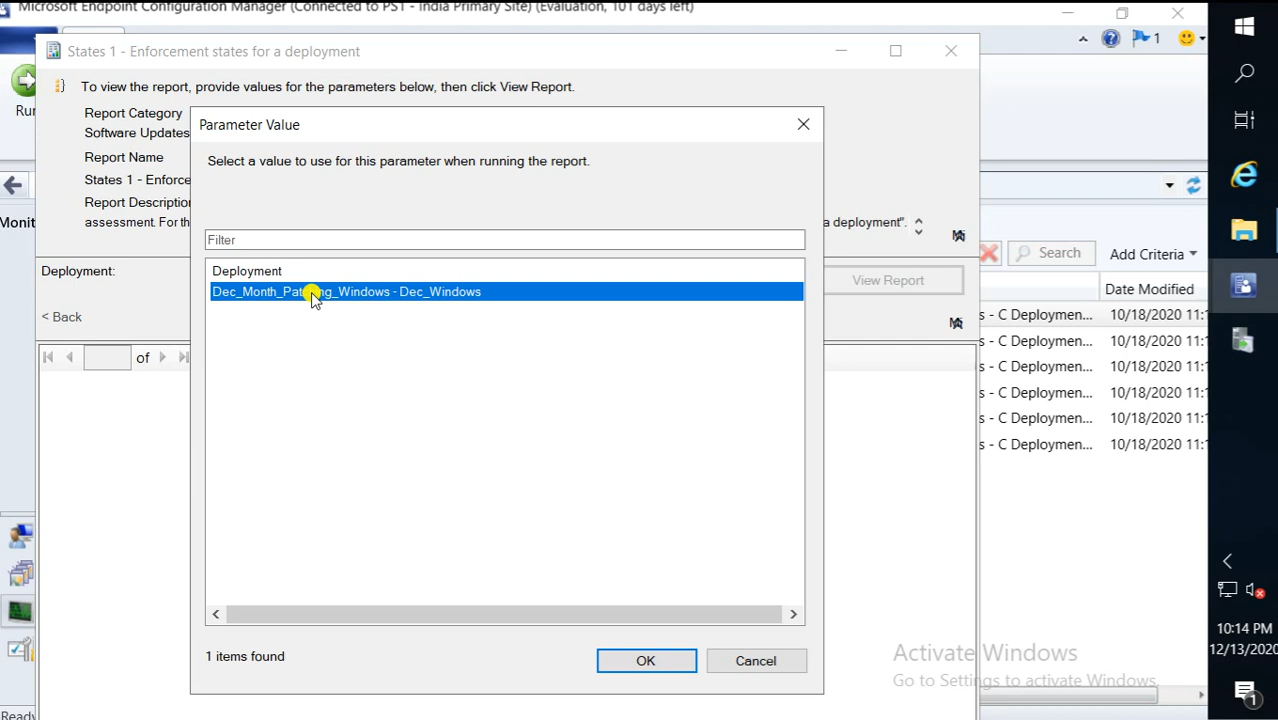 Microsoft Endpoint Configuration Manager (Connected to PS1 - India Primary Site) (Evaluation, 101 days left)
1
States 1 - Enforcement states for a deployment
To view the report, provide values for the parameters below, then click View Report.
Report Category
Software Updates
Report Name
States 1 - Enforce
Report Description
assessment. For th
a deployment".
Parameter Value
Select a value to use for this parameter when running the report.
Filter
Deployment
Dec_Month_Pat ng_Windows - Dec_Windows
1 items found
OK
Cancel
Deployment:
View Report
< Back
of
Run
Monit
Search
Add Criteria
Date Modified
s - C Deploymen... 10/18/2020 11:1
s - C Deploymen... 10/18/2020 11:1
s - C Deploymen... 10/18/2020 11:1
s - C Deploymen... 10/18/2020 11:1
s - C Deploymen... 10/18/2020 11:1
s - C Deploymen... 10/18/2020 11:1
Activate Windows
Go to Settings to activate Windows.
Ready
10:14 PM
12/13/2020
1